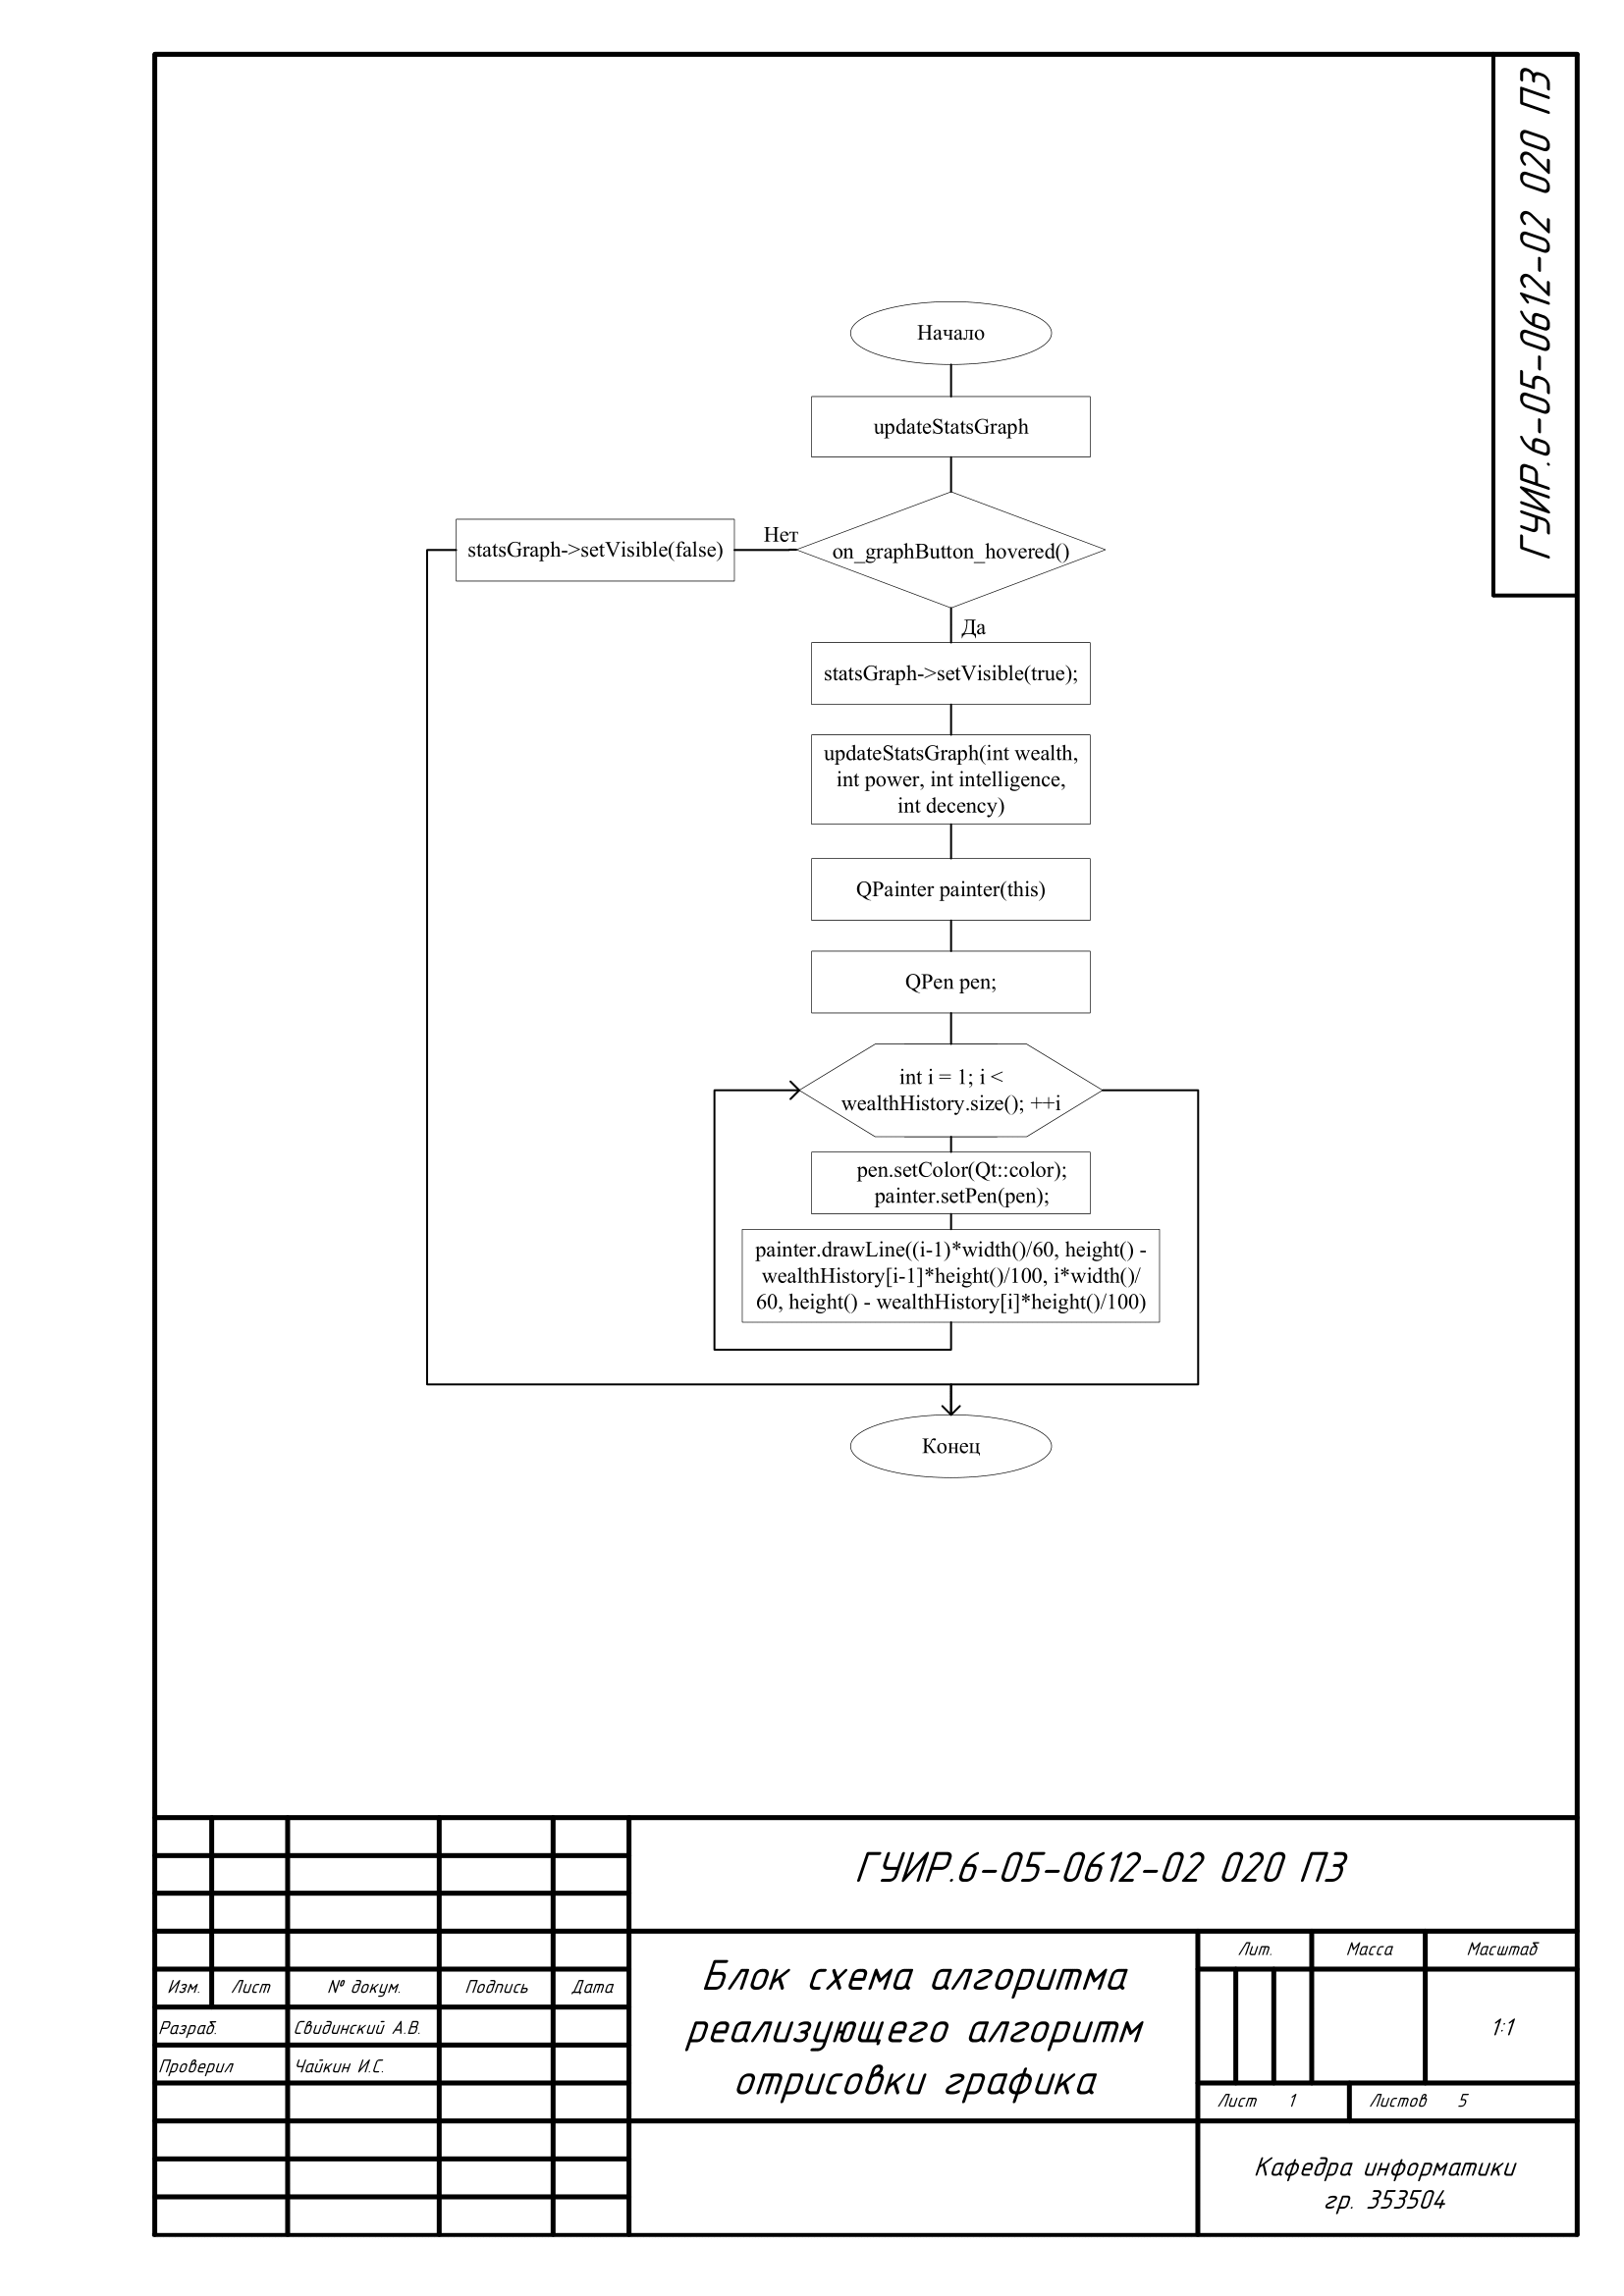 ГУИР.6-05-0612-02 020 ПЗ
Начало
updateStatsGraph
Нет
statsGraph->setVisible(false)
on_graphButton_hovered()
Да
statsGraph->setVisible(true);
updateStatsGraph(int wealth,
int power, int intelligence,
int decency)
QPainter painter(this)
QPen pen;
int i = 1; i <
wealthHistory.size(); ++i
pen.setColor(Qt::color);
painter.setPen(pen);
painter.drawLine((i-1)*width()/60, height() -
wealthHistory[i-1]*height()/100, i*width()/
60, height() - wealthHistory[i]*height()/100)
Конец
ГУИР.6-05-0612-02 020 ПЗ
Изм. Лист № докум. Подпись Дата
Разраб. Свидинский А.В.
Проверил Чайкин И.С.
Блок схема алгоритма
реализующего алгоритм
отрисовки графика
Лит. Масса Масштаб
1:1
Лист 1 Листов 5
Кафедра информатики
гр. 353504